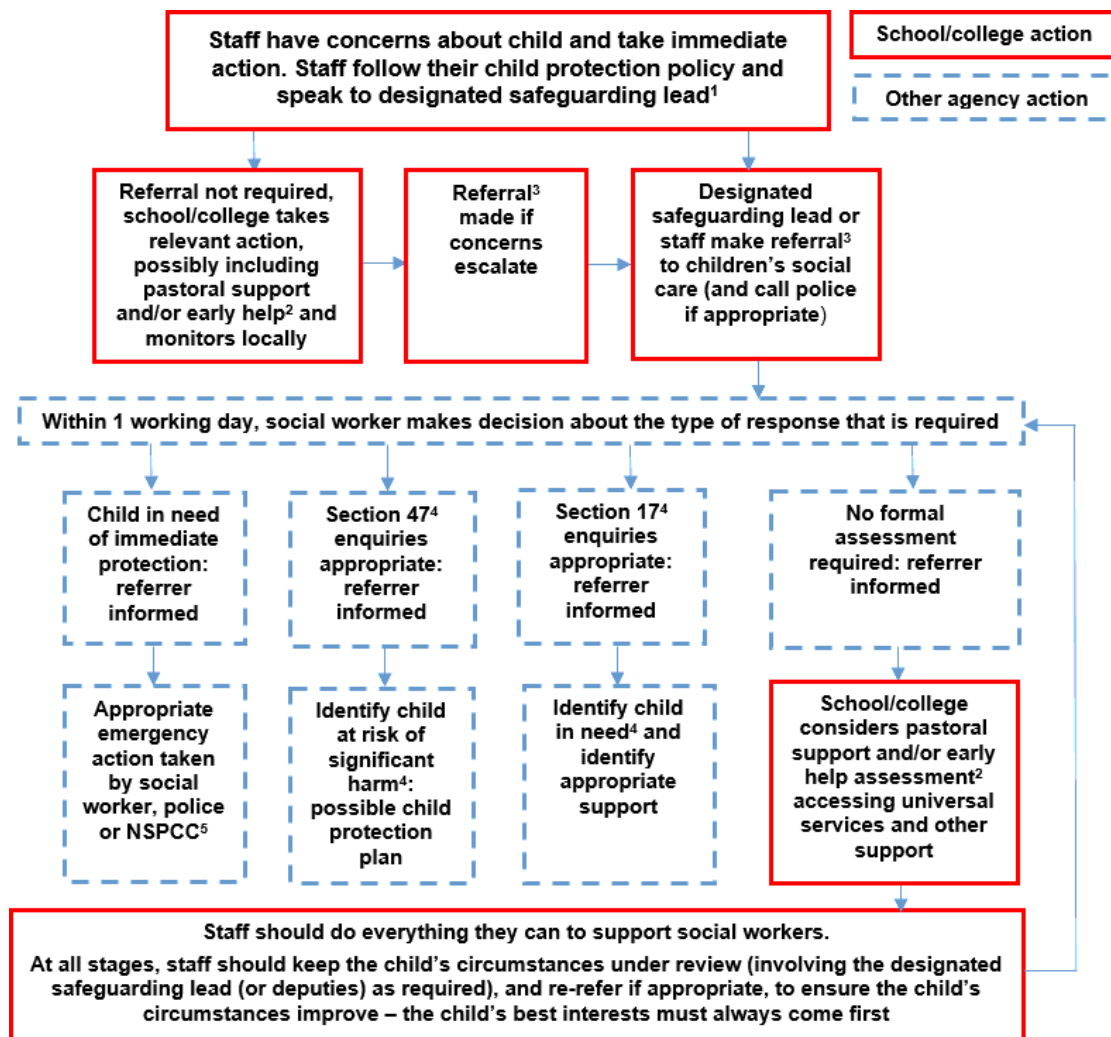 Staff have concerns about child and take immediate
action. Staff follow their child protection policy and
speak to designated safeguarding lead¹
School/college action
Other agency action
Referral not required,
school/college takes
relevant action,
possibly including
pastoral support
and/or early help² and
monitors locally
Referral³
made if
concerns
escalate
Designated
safeguarding lead or
staff make referral³
to children’s social
care (and call police
if appropriate)
Within 1 working day, social worker makes decision about the type of response that is required
Child in need
of immediate
protection:
referrer
informed
Section 47⁴
enquiries
appropriate:
referrer
informed
Section 17⁴
enquiries
appropriate:
referrer
informed
No formal
assessment
required: referrer
informed
Appropriate
emergency
action taken
by social
worker, police
or NSPCC⁵
Identify child
at risk of
significant
harm⁴:
possible child
protection
plan
Identify child
in need⁴ and
identify
appropriate
support
School/college
considers pastoral
support and/or early
help assessment²
accessing universal
services and other
support
Staff should do everything they can to support social workers.
At all stages, staff should keep the child’s circumstances under review (involving the designated
safeguarding lead (or deputies) as required), and re-refer if appropriate, to ensure the child’s
circumstances improve – the child’s best interests must always come first